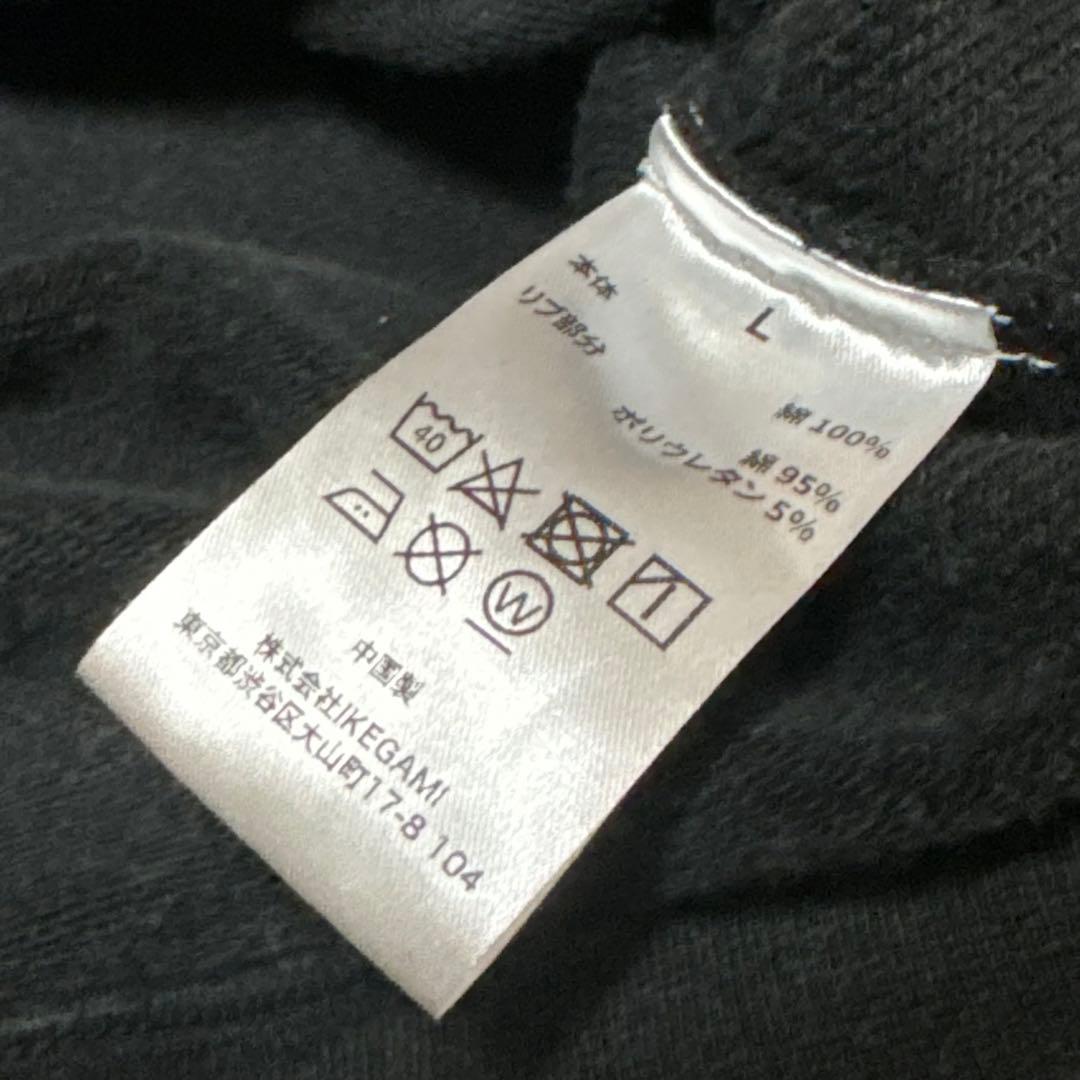 L
本体 綿 100%
リブ部分 綿 95%
ポリウレタン 5%
40
W
中国製
株式会社IKEGAMI
東京都渋谷区大山町17-8 104